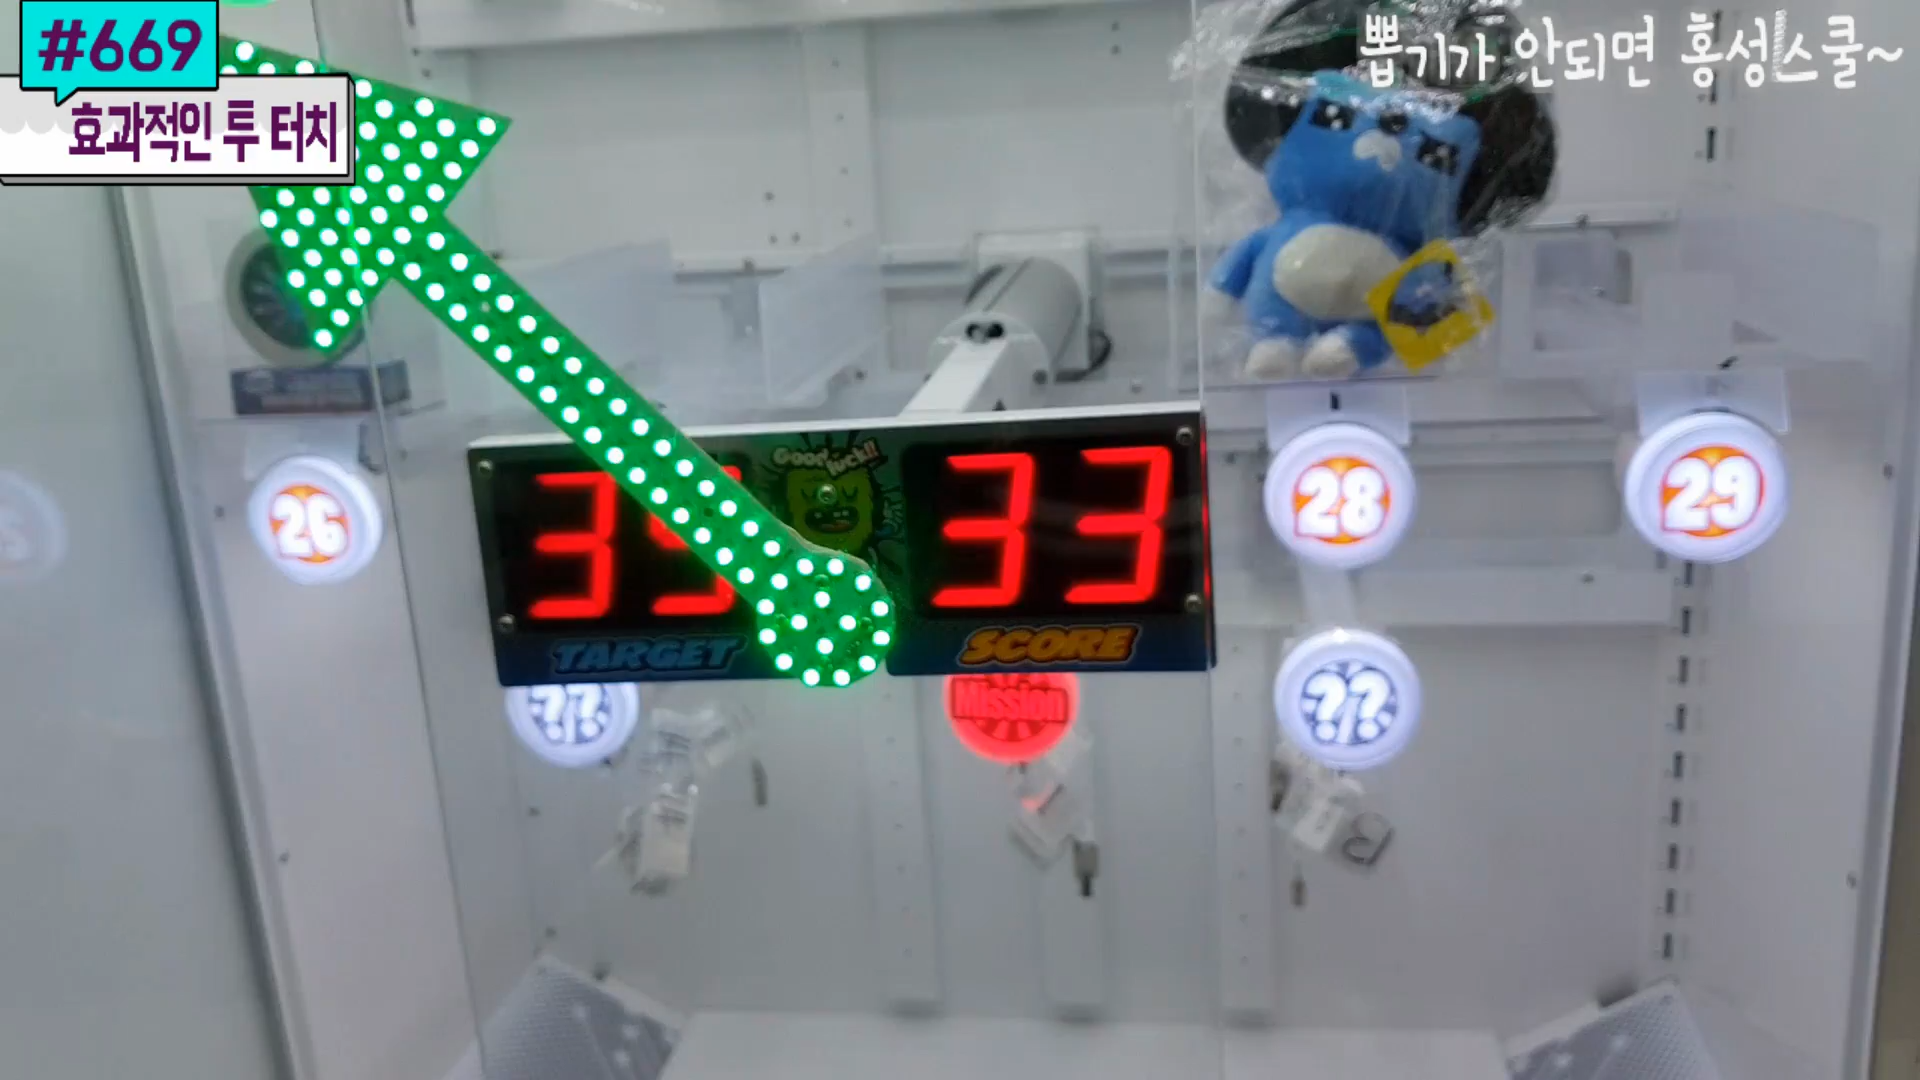 #669
효과적인 투 터치
뽑기가 안되면 홍성스쿨~
Good luck!!
33
TARGET
SCORE
26
28
29
??
Mission
??